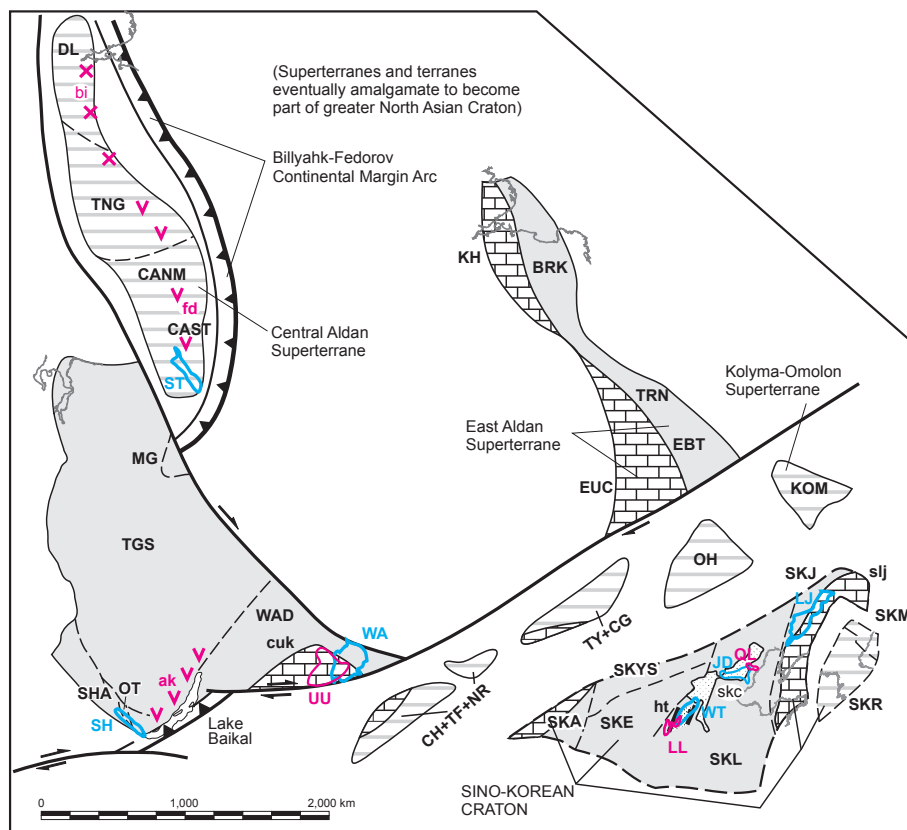 DL
bi
(Superterranes and terranes
eventually amalgamate to become
part of greater North Asian Craton)
Billyahk-Fedorov
Continental Margin Arc
TNG
KH
BRK
CANM
fd
CAST
Central Aldan
Superterrane
ST
Kolyma-Omolon
Superterrane
TRN
East Aldan
Superterrane
EBT
MG
EUC
KOM
TGS
OH
SKJ
slj
LJ
SKM
WAD
TY+CG
WA
cuk
JD
QL
SKYS
ak
UU
skc
OT
SHA
SH
CH+TF+NR
ht
WT
SKR
SKA
SKE
Lake
Baikal
LL
SKL
SINO-KOREAN
CRATON
0 1,000 2,000 km